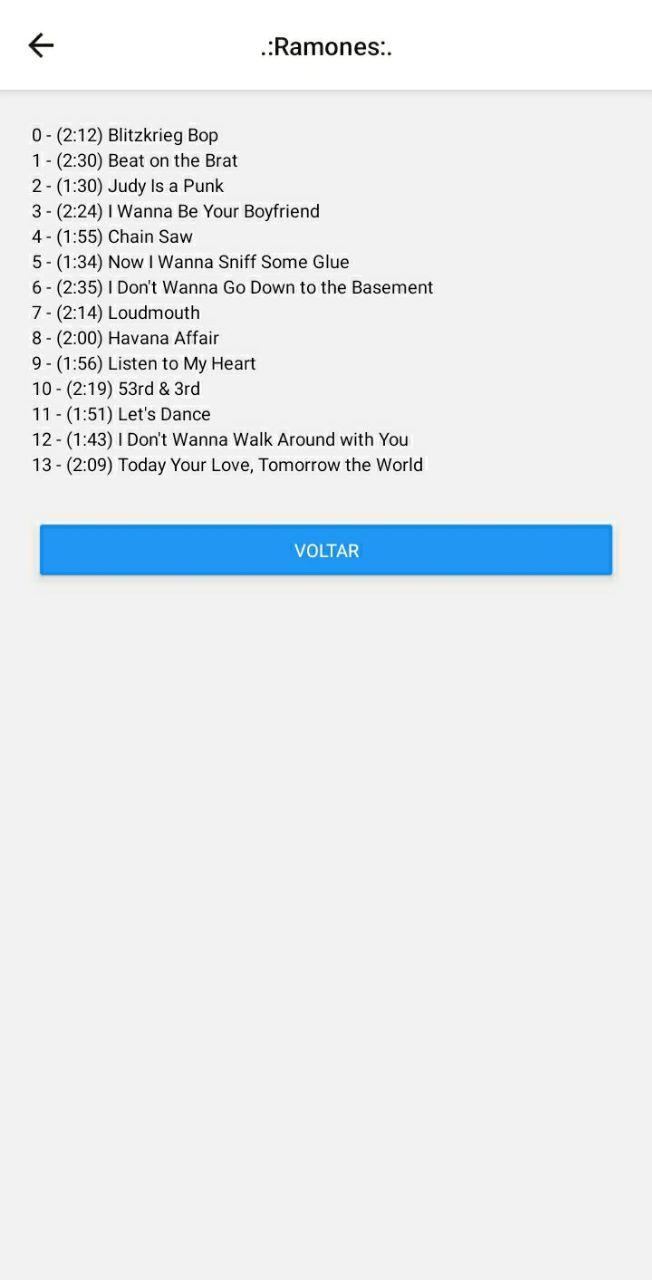 .:Ramones:.
0 - (2:12) Blitzkrieg Bop
1 - (2:30) Beat on the Brat
2 - (1:30) Judy Is a Punk
3 - (2:24) I Wanna Be Your Boyfriend
4 - (1:55) Chain Saw
5 - (1:34) Now I Wanna Sniff Some Glue
6 - (2:35) I Don't Wanna Go Down to the Basement
7 - (2:14) Loudmouth
8 - (2:00) Havana Affair
9 - (1:56) Listen to My Heart
10 - (2:19) 53rd & 3rd
11 - (1:51) Let's Dance
12 - (1:43) I Don't Wanna Walk Around with You
13 - (2:09) Today Your Love, Tomorrow the World
VOLTAR